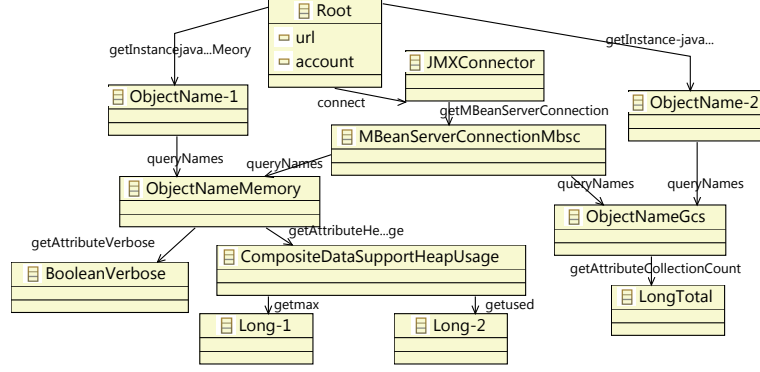 Root
url
account
getInstancejava...Meory
getInstance-java...
JMXConnector
ObjectName-1
connect
getMBeanServerConnection
ObjectName-2
MBeanServerConnectionMbsc
queryNames
queryNames
queryNames
queryNames
ObjectNameMemory
ObjectNameGcs
getAttributeVerbose
getAttributeHe...ge
CompositeDataSupportHeapUsage
getAttributeCollectionCount
BooleanVerbose
LongTotal
getmax
getused
Long-1
Long-2